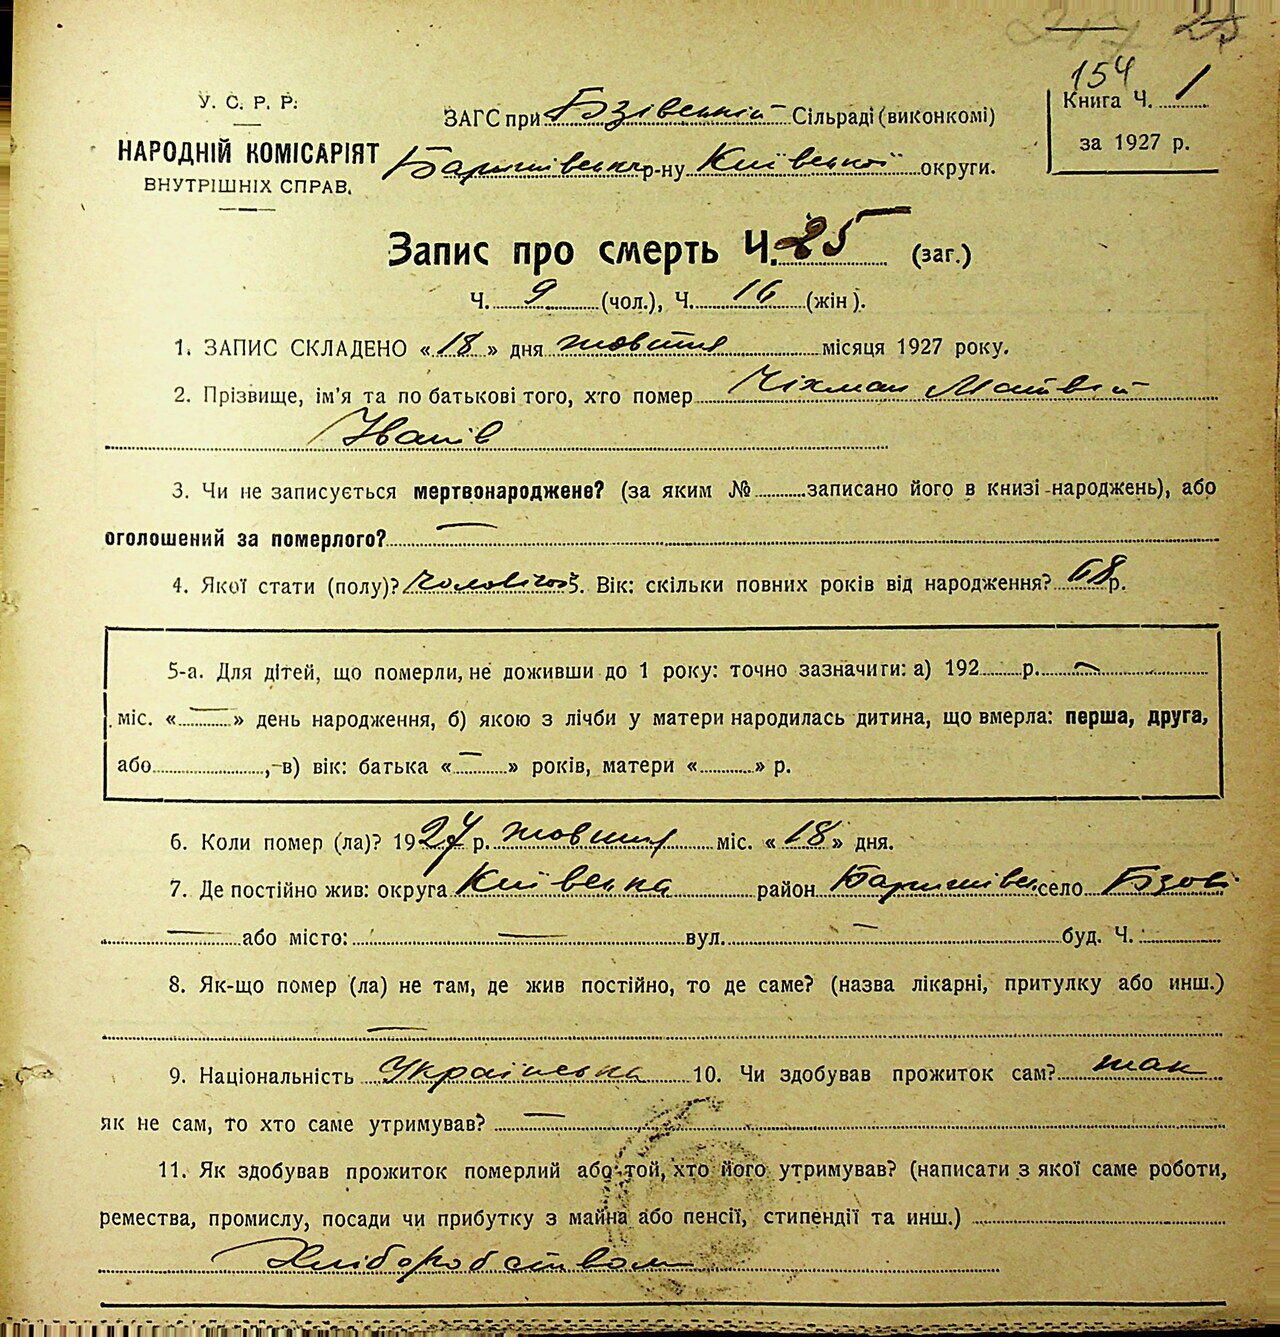 217 25
154
У. С. Р. Р.
НАРОДНІЙ КОМІСАРІЯТ
ВНУТРІШНІХ СПРАВ.
ЗАГС при Бзівській Сільраді (виконкомі)
Баришівськ. р-ну Київської округи.
Книга Ч. 1
за 1927 р.
Запис про смерть Ч. 25 (заг.)
Ч. 9 (чол.), Ч. 16 (жін).
1. ЗАПИС СКЛАДЕНО «18» дня жовтня місяця 1927 року.
2. Прізвище, ім'я та по батькові того, хто помер Чіхман Матвій
Іванів
3. Чи не записується мертвонароджене? (за яким № записано його в книзі народжень), або
оголошений за померлого? —
4. Якої стати (полу)? чоловічої 5. Вік: скільки повних років від народження? 68 р.
5-а. Для дітей, що померли, не доживши до 1 року: точно зазначити: а) 192 р. —
міс. « — » день народження, б) якою з лічби у матери народилась дитина, що вмерла: перша, друга,
або , в) вік: батька « — » років, матери « » р.
6. Коли помер (ла)? 1927 р. жовтня міс. «18» дня.
7. Де постійно жив: округа Київська район Баришівськ село Бзов
— або місто: — вул. — буд. Ч.
8. Як-що помер (ла) не там, де жив постійно, то де саме? (назва лікарні, притулку або инш.)
—
9. Національність Українська 10. Чи здобував прожиток сам? так
як не сам, то хто саме утримував? —
11. Як здобував прожиток померлий або той, хто його утримував? (написати з якої саме роботи,
ремества, промислу, посади чи прибутку з майна або пенсії, стипендії та инш.)
Хліборобством